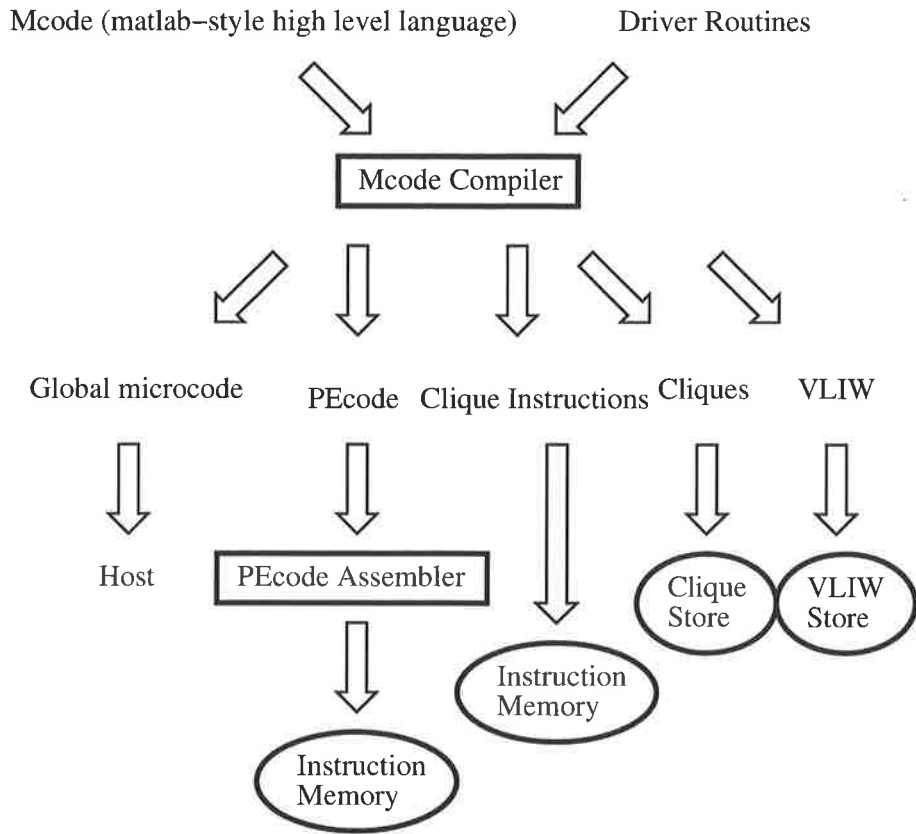 Mcode (matlab–style high level language)
Driver Routines
Mcode Compiler
Global microcode
PEcode
Clique Instructions
Cliques
VLIW
Host
PEcode Assembler
Clique
Store
VLIW
Store
Instruction
Memory
Instruction
Memory